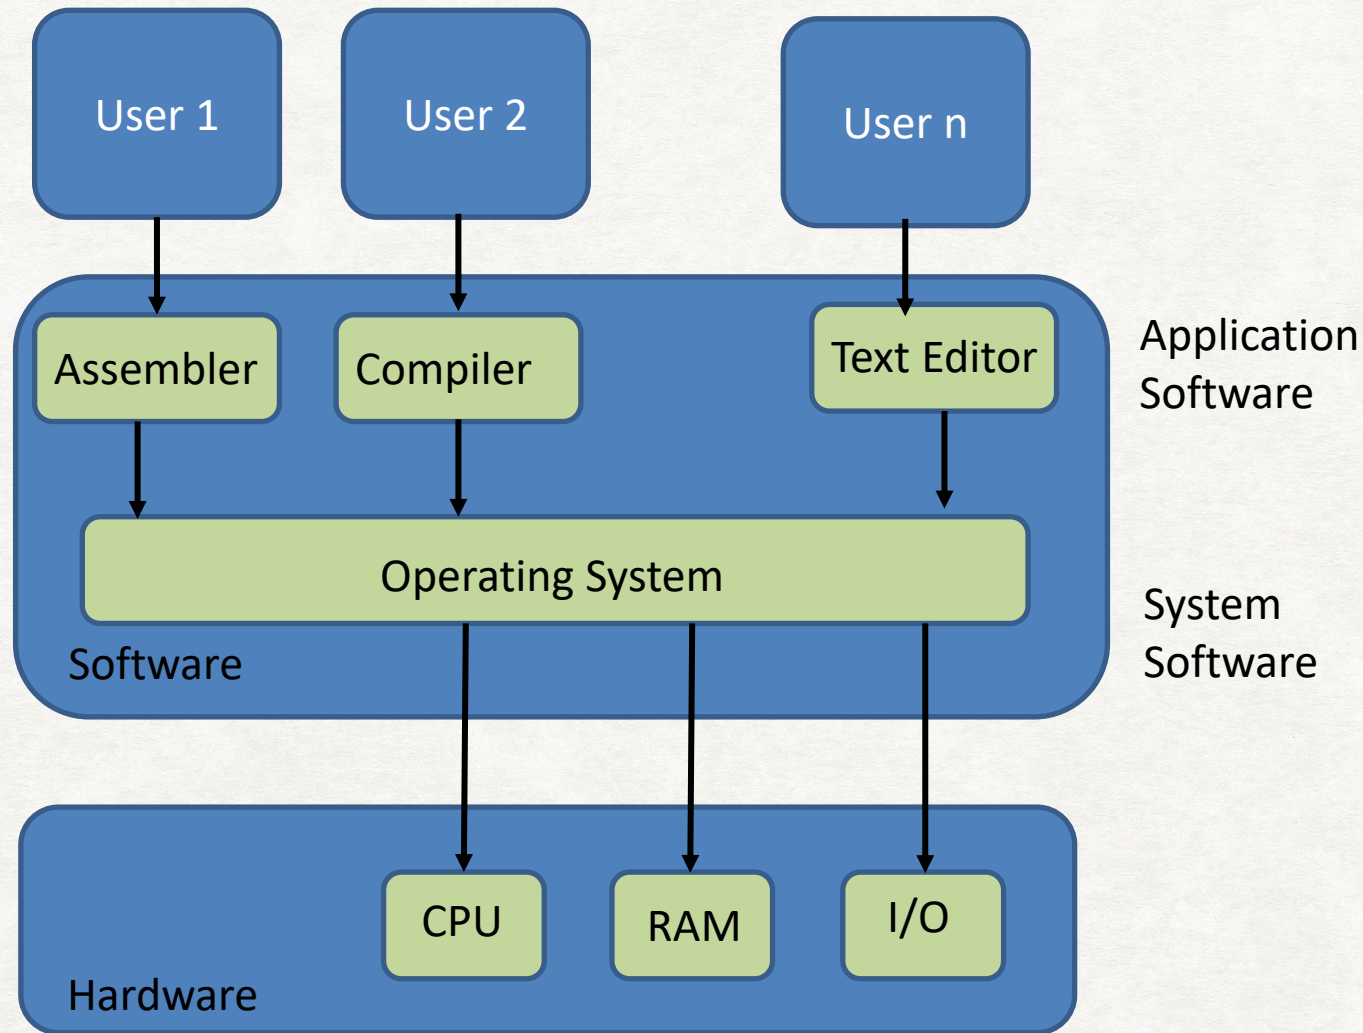 User 1
User 2
User n
Assembler
Compiler
Text Editor
Application
Software
Operating System
System
Software
Software
CPU
RAM
I/O
Hardware